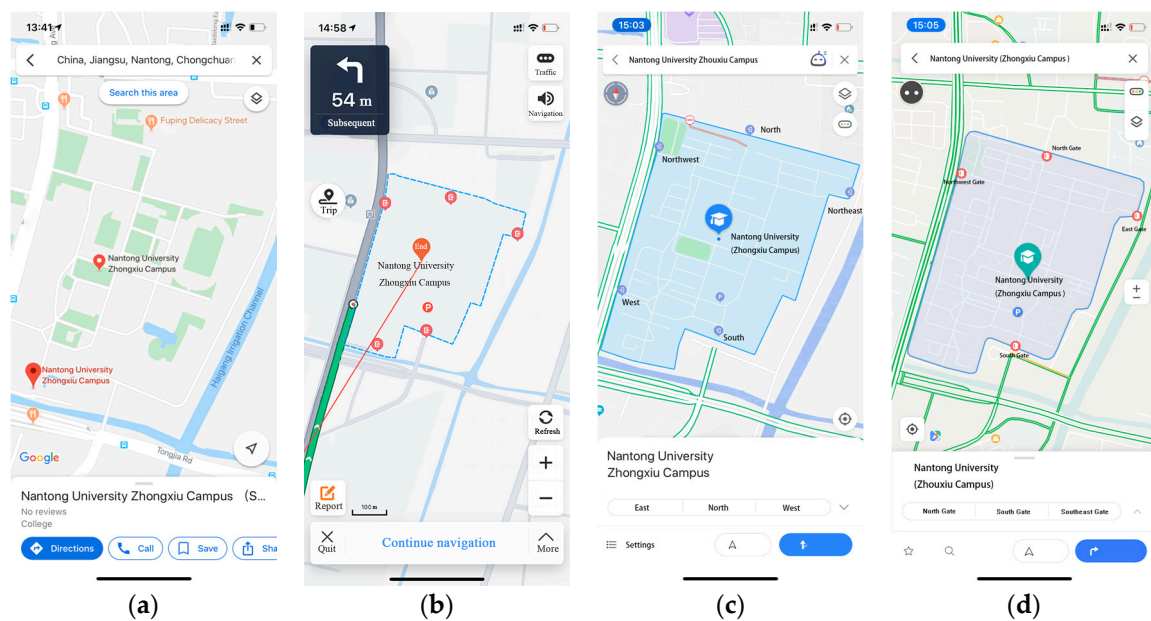 13:41
China, Jiangsu, Nantong, Chongchuan
Search this area
Fuping Delicacy Street
Nantong University
Zhongxiu Campus
Nantong University
Zhongxiu Campus
Haigang Irrigation Channel
Tongjia Rd
Google
Nantong University Zhongxiu Campus (S...
No reviews
College
Directions
Call
Save
Sha
(a)
14:58
54 m
Subsequent
Traffic
Navigation
Trip
End
Nantong University
Zhongxiu Campus
P
Refresh
+
−
Report
100 m
Quit
Continue navigation
More
(b)
15:03
Nantong University Zhouxiu Campus
North
Northwest
Northeast
Nantong University
(Zhongxiu Campus)
West
P
South
Nantong University
Zhongxiu Campus
East
North
West
Settings
(c)
15:05
Nantong University (Zhongxiu Campus )
North Gate
Northwest Gate
East Gate
Nantong University
(Zhongxiu Campus )
P
South Gate
+
−
Nantong University
(Zhouxiu Campus)
North Gate
South Gate
Southeast Gate
(d)